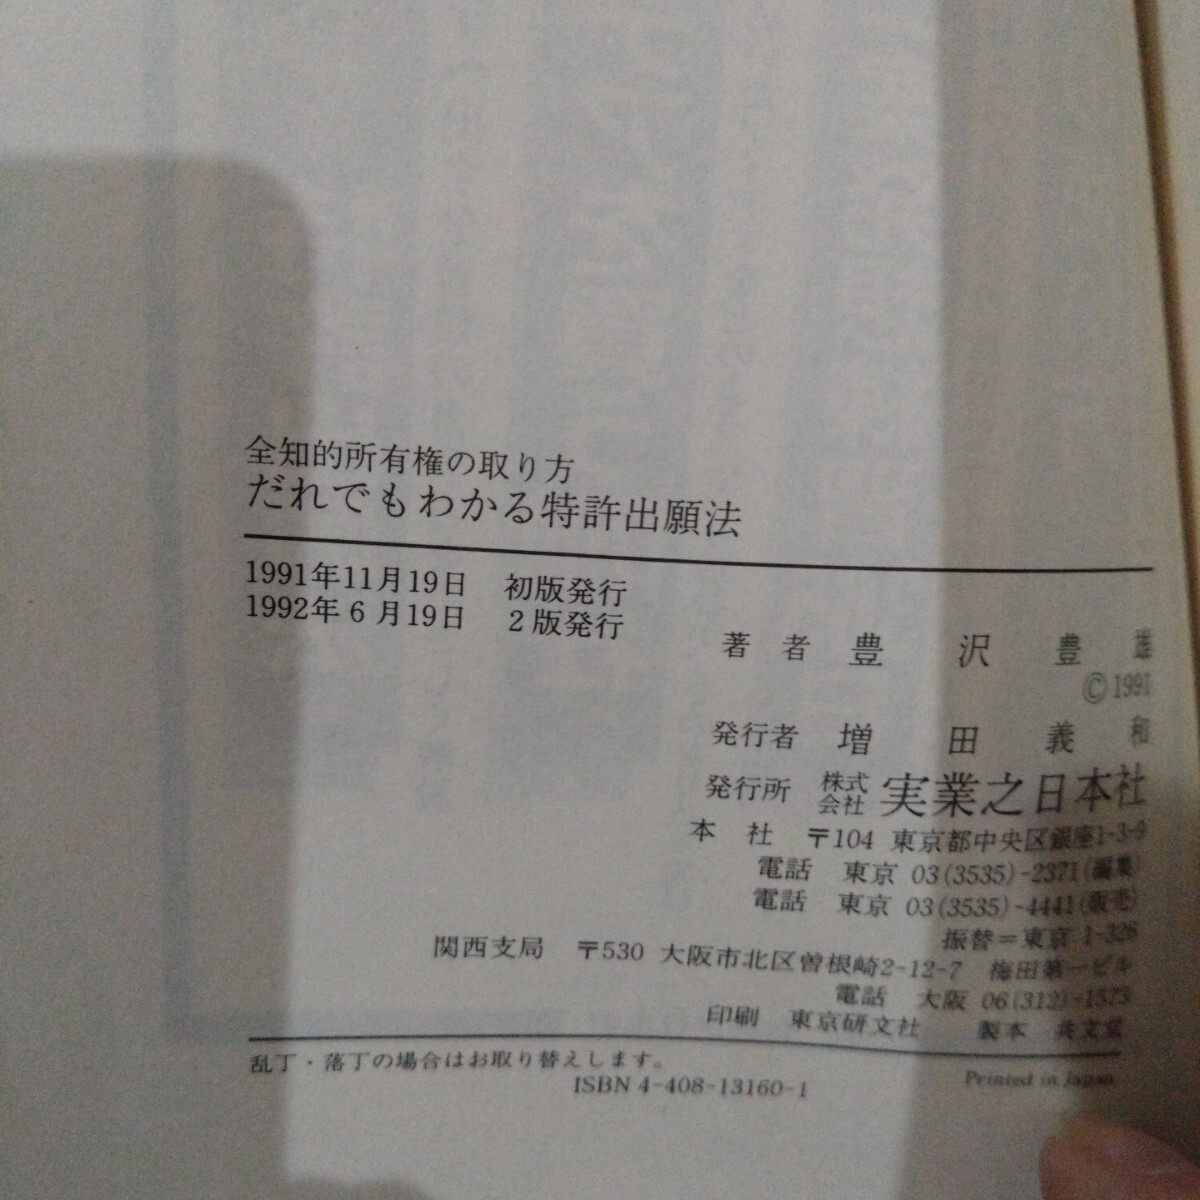 全知的所有権の取り方
だれでもわかる特許出願法
1991年11月19日 初版発行
1992年6月19日 2版発行
著者 豊沢豊雄
©1991
発行者 増田義和
発行所 株式会社 実業之日本社
本社 〒104 東京都中央区銀座1-3-9
電話 東京 03(3535)-2371(編集)
電話 東京 03(3535)-4441(販売)
振替=東京 1-326
関西支局 〒530 大阪市北区曽根崎2-12-7 梅田第一ビル
電話 大阪 06(312)-1573
印刷 東京研文社 製本 共文堂
乱丁・落丁の場合はお取り替えします。
ISBN 4-408-13160-1
Printed in Japan